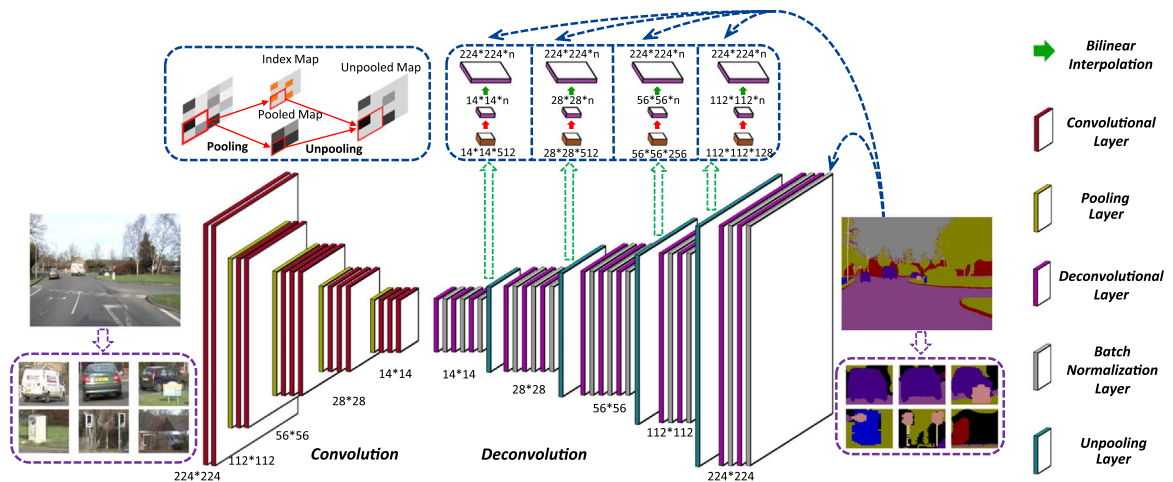 Index Map
Unpooled Map
Pooled Map
Pooling
Unpooling
224*224*n
224*224*n
224*224*n
224*224*n
14*14*n
28*28*n
56*56*n
112*112*n
14*14*512
28*28*512
56*56*256
112*112*128
Bilinear
Interpolation
Convolutional
Layer
Pooling
Layer
Deconvolutional
Layer
Batch
Normalization
Layer
Unpooling
Layer
224*224
112*112
56*56
28*28
14*14
14*14
28*28
56*56
112*112
224*224
Convolution
Deconvolution